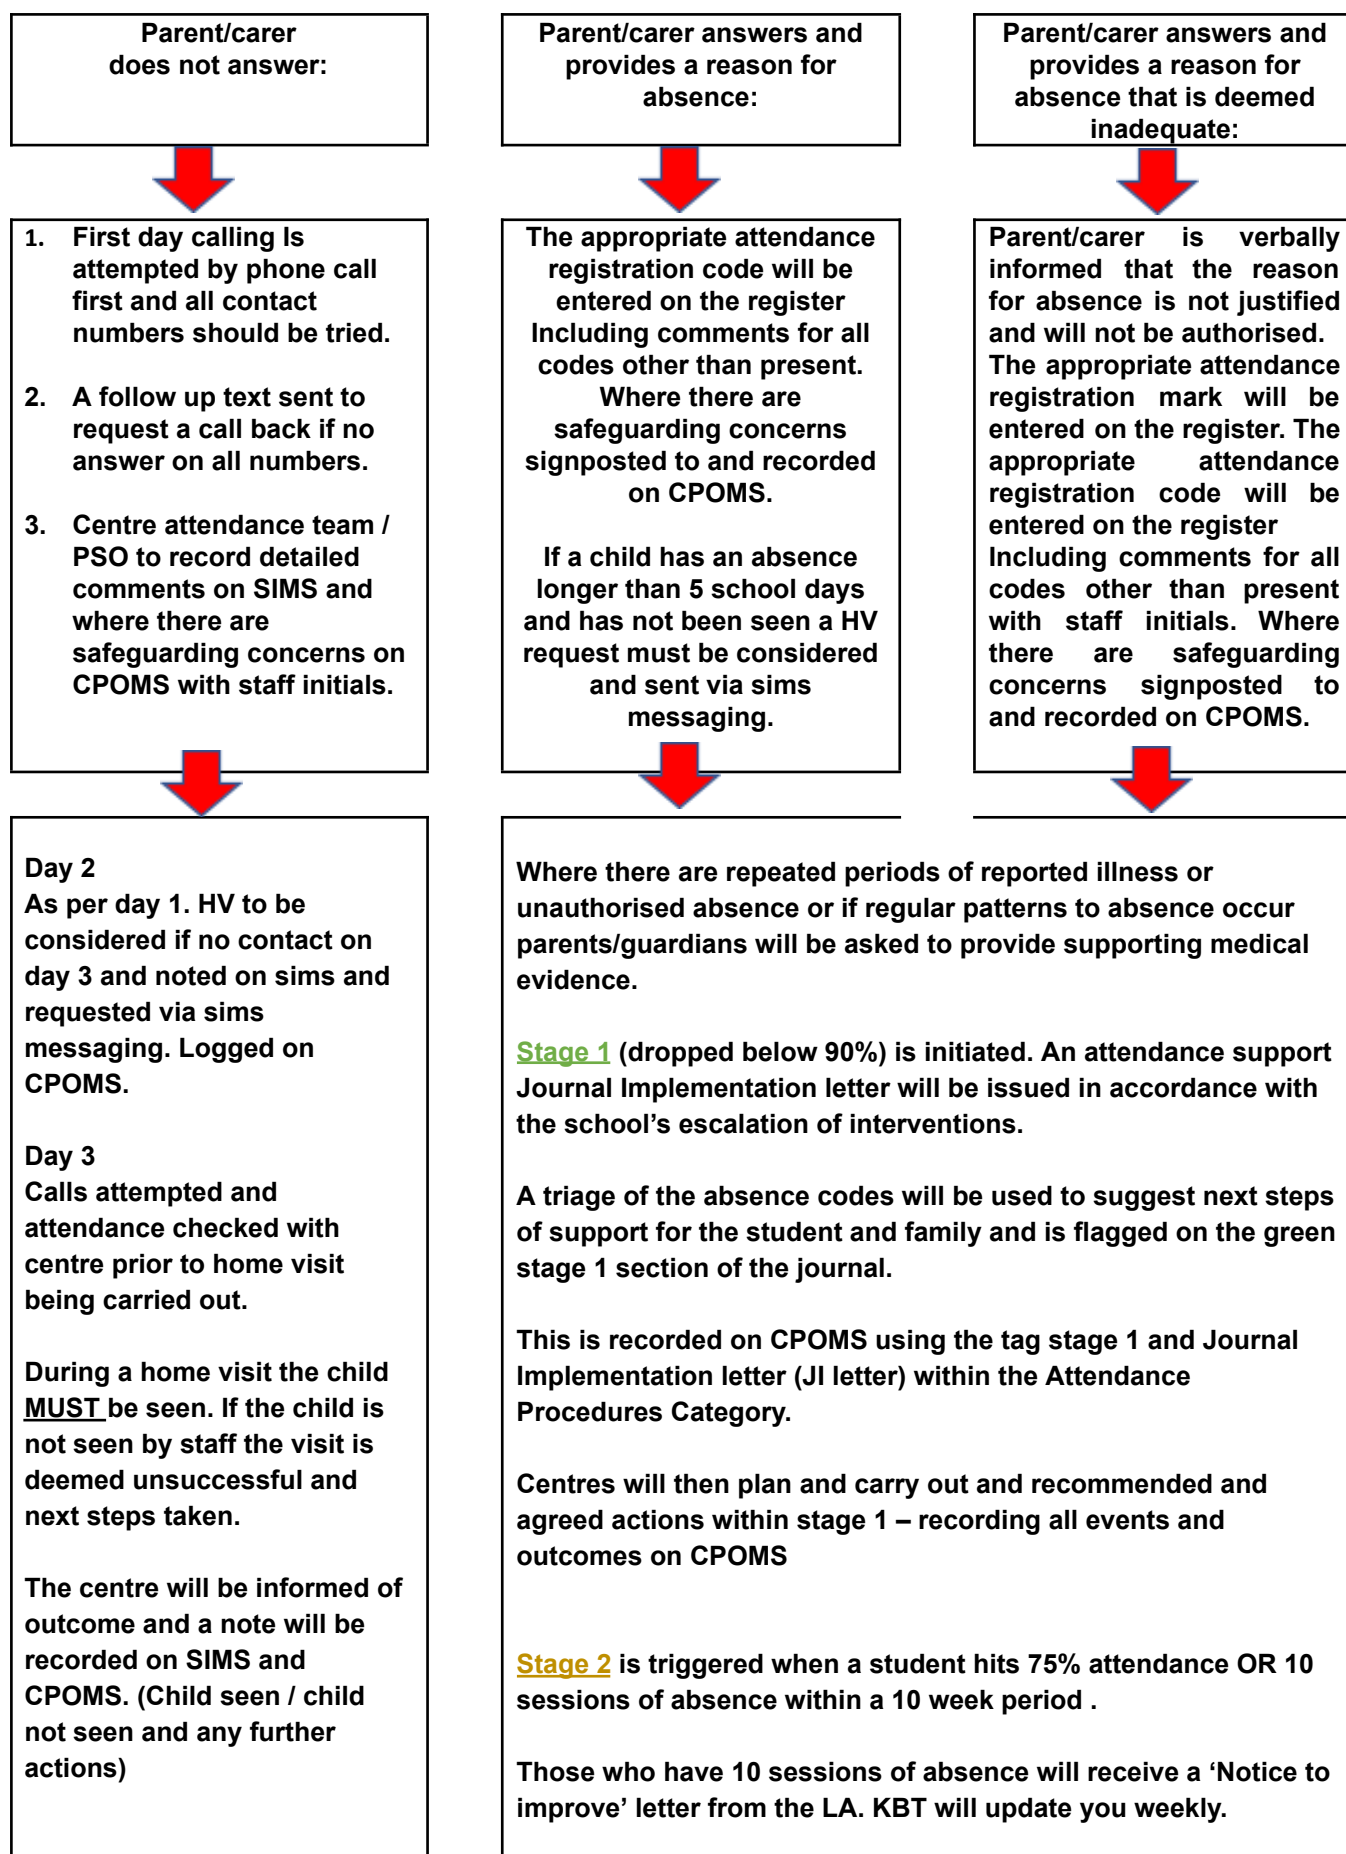 Parent/carer
does not answer:
Parent/carer answers and
provides a reason for
absence:
Parent/carer answers and
provides a reason for
absence that is deemed
inadequate:
1. First day calling Is
attempted by phone call
first and all contact
numbers should be tried.
2. A follow up text sent to
request a call back if no
answer on all numbers.
3. Centre attendance team /
PSO to record detailed
comments on SIMS and
where there are
safeguarding concerns on
CPOMS with staff initials.
The appropriate attendance
registration code will be
entered on the register
Including comments for all
codes other than present.
Where there are
safeguarding concerns
signposted to and recorded
on CPOMS.
If a child has an absence
longer than 5 school days
and has not been seen a HV
request must be considered
and sent via sims
messaging.
Parent/carer is verbally
informed that the reason
for absence is not justified
and will not be authorised.
The appropriate attendance
registration mark will be
entered on the register. The
appropriate attendance
registration code will be
entered on the register
Including comments for all
codes other than present
with staff initials. Where
there are safeguarding
concerns signposted to
and recorded on CPOMS.
Day 2
As per day 1. HV to be
considered if no contact on
day 3 and noted on sims and
requested via sims
messaging. Logged on
CPOMS.
Day 3
Calls attempted and
attendance checked with
centre prior to home visit
being carried out.
During a home visit the child
MUST be seen. If the child is
not seen by staff the visit is
deemed unsuccessful and
next steps taken.
The centre will be informed of
outcome and a note will be
recorded on SIMS and
CPOMS. (Child seen / child
not seen and any further
actions)
Where there are repeated periods of reported illness or
unauthorised absence or if regular patterns to absence occur
parents/guardians will be asked to provide supporting medical
evidence.
Stage 1 (dropped below 90%) is initiated. An attendance support
Journal Implementation letter will be issued in accordance with
the school’s escalation of interventions.
A triage of the absence codes will be used to suggest next steps
of support for the student and family and is flagged on the green
stage 1 section of the journal.
This is recorded on CPOMS using the tag stage 1 and Journal
Implementation letter (JI letter) within the Attendance
Procedures Category.
Centres will then plan and carry out and recommended and
agreed actions within stage 1 – recording all events and
outcomes on CPOMS
Stage 2 is triggered when a student hits 75% attendance OR 10
sessions of absence within a 10 week period .
Those who have 10 sessions of absence will receive a ‘Notice to
improve’ letter from the LA. KBT will update you weekly.